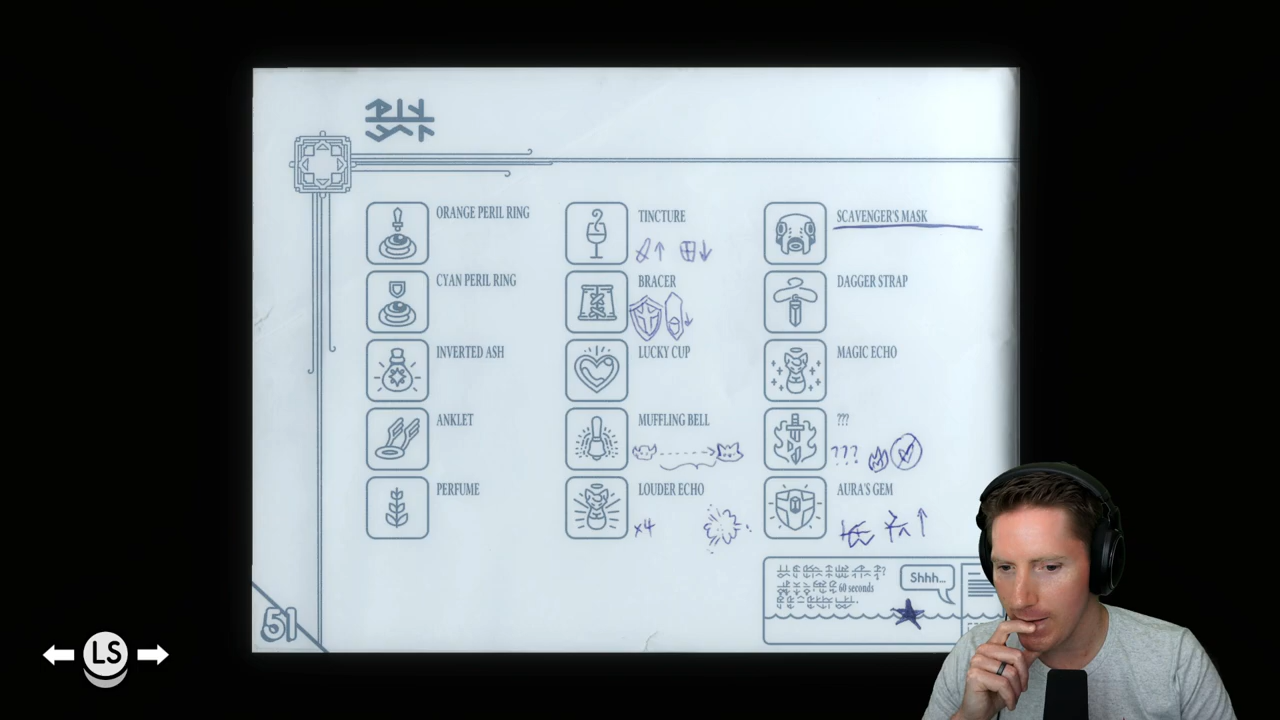 ORANGE PERIL RING
CYAN PERIL RING
INVERTED ASH
ANKLET
PERFUME
TINCTURE
BRACER
LUCKY CUP
MUFFLING BELL
LOUDER ECHO
x4
SCAVENGER'S MASK
DAGGER STRAP
MAGIC ECHO
???
???
AURA'S GEM
60 seconds
Shhh...
51
LS